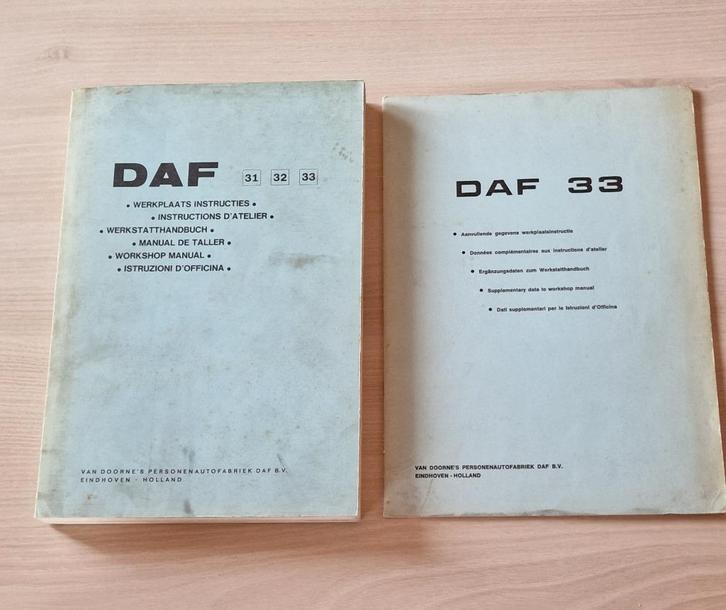 DAF 31 32 33
• WERKPLAATS INSTRUCTIES •
• INSTRUCTIONS D'ATELIER •
• WERKSTATTHANDBUCH •
• MANUAL DE TALLER •
• WORKSHOP MANUAL •
• ISTRUZIONI D'OFFICINA •
VAN DOORNE'S PERSONENAUTOFABRIEK DAF B.V.
EINDHOVEN - HOLLAND
DAF 33
• Aanvullende gegevens werkplaatsinstructie
• Données complémentaires aux instructions d'atelier
• Ergänzungsdaten zum Werkstatthandbuch
• Supplementary data to workshop manual
• Dati supplementari per le Istruzioni d'Officina
VAN DOORNE'S PERSONENAUTOFABRIEK DAF B.V.
EINDHOVEN - HOLLAND